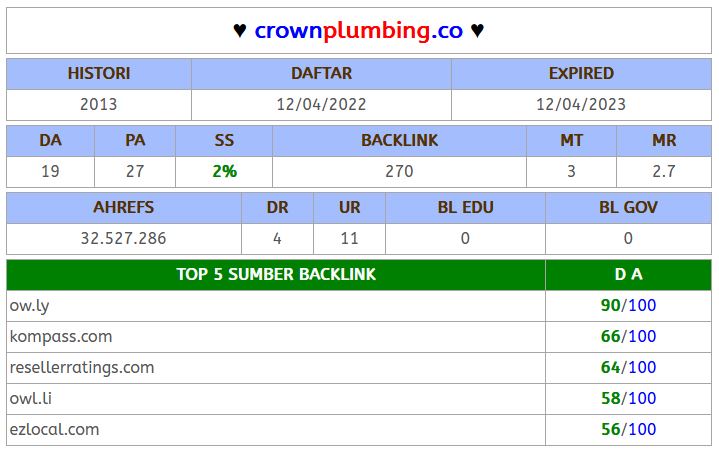 ♥ crownplumbing.co ♥
HISTORI DAFTAR EXPIRED
2013 12/04/2022 12/04/2023
DA PA SS BACKLINK MT MR
19 27 2% 270 3 2.7
AHREFS DR UR BL EDU BL GOV
32.527.286 4 11 0 0
TOP 5 SUMBER BACKLINK D A
ow.ly 90/100
kompass.com 66/100
resellerratings.com 64/100
owl.li 58/100
ezlocal.com 56/100